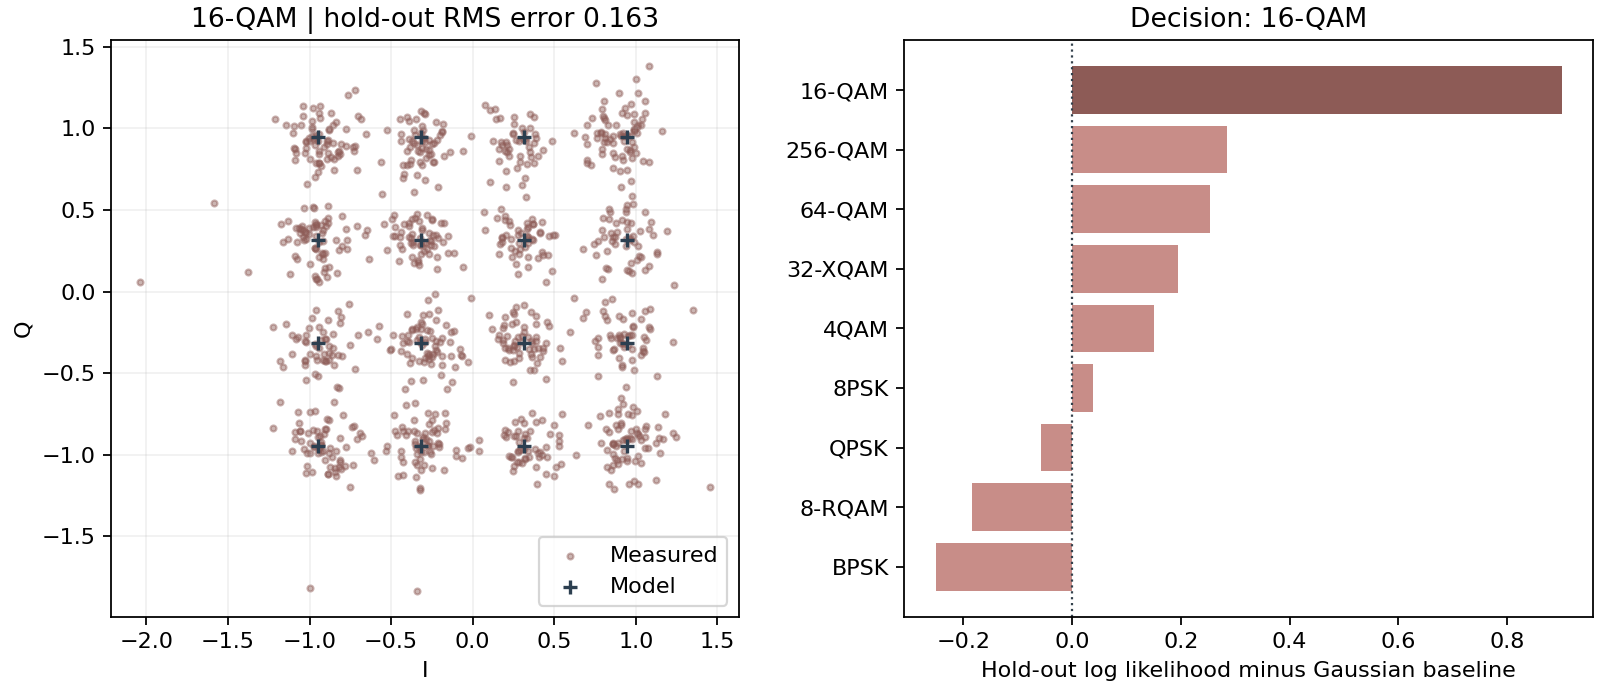 16-QAM | hold-out RMS error 0.163
1.5
1.0
0.5
0.0
−0.5
−1.0
−1.5
Q
−2.0 −1.5 −1.0 −0.5 0.0 0.5 1.0 1.5
I
Measured
Model
Decision: 16-QAM
16-QAM
256-QAM
64-QAM
32-XQAM
4QAM
8PSK
QPSK
8-RQAM
BPSK
−0.2 0.0 0.2 0.4 0.6 0.8
Hold-out log likelihood minus Gaussian baseline